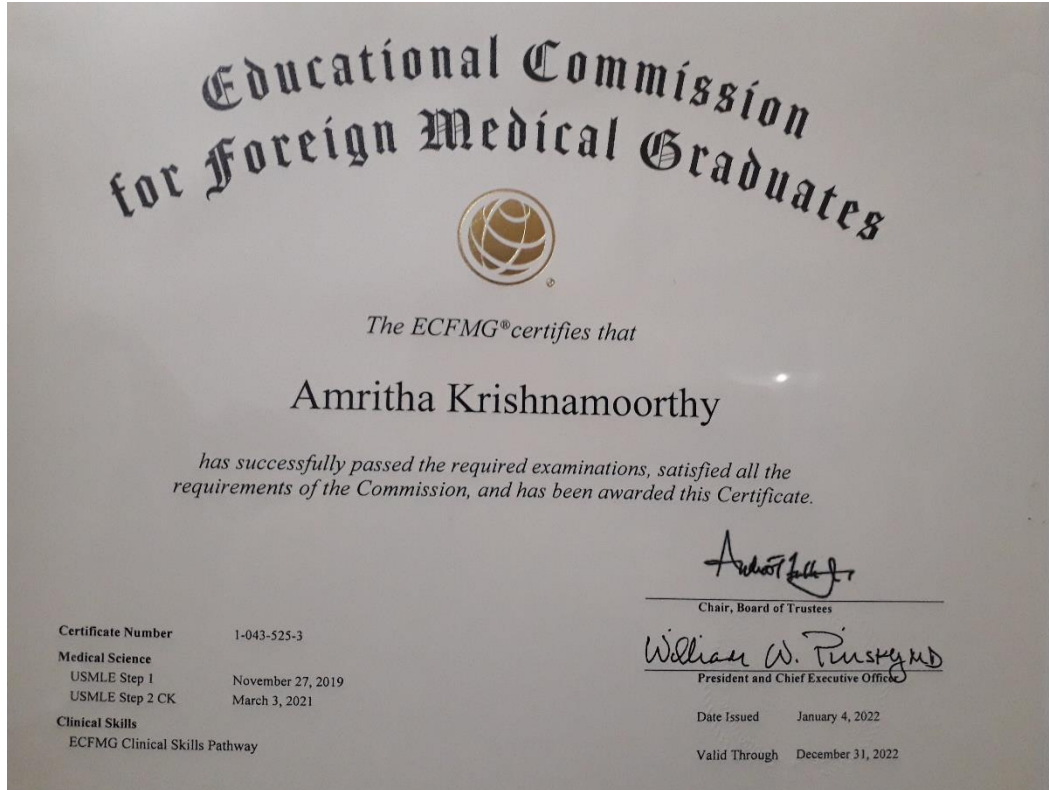 Educational Commission
for Foreign Medical Graduates
The ECFMG® certifies that
Amritha Krishnamoorthy
has successfully passed the required examinations, satisfied all the
requirements of the Commission, and has been awarded this Certificate.
Chair, Board of Trustees
William W. Pinsky MD
President and Chief Executive Officer
Certificate Number 1-043-525-3
Medical Science
USMLE Step 1 November 27, 2019
USMLE Step 2 CK March 3, 2021
Clinical Skills
ECFMG Clinical Skills Pathway
Date Issued January 4, 2022
Valid Through December 31, 2022